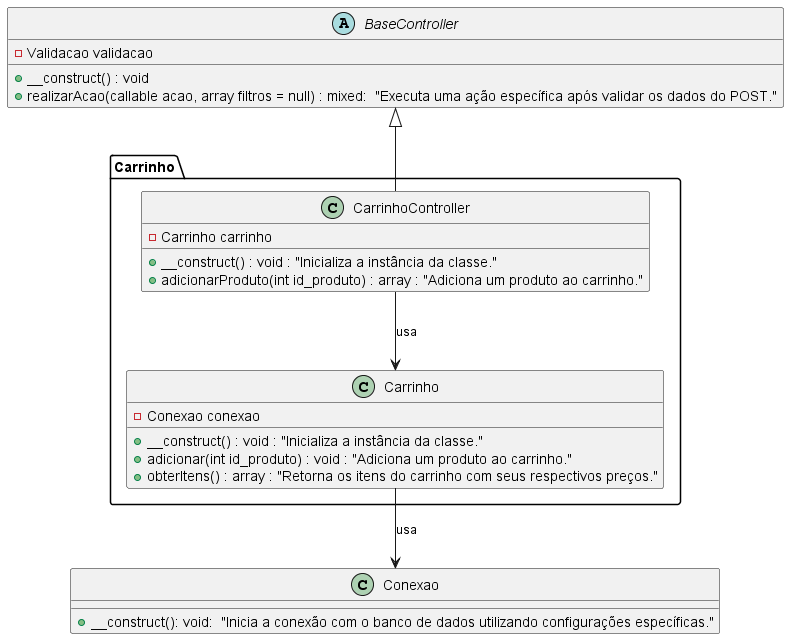 A BaseController
Validacao validacao
__construct() : void
realizarAcao(callable acao, array filtros = null) : mixed:  "Executa uma ação específica após validar os dados do POST."
Carrinho
C CarrinhoController
Carrinho carrinho
__construct() : void : "Inicializa a instância da classe."
adicionarProduto(int id_produto) : array : "Adiciona um produto ao carrinho."
usa
C Carrinho
Conexao conexao
__construct() : void : "Inicializa a instância da classe."
adicionar(int id_produto) : void : "Adiciona um produto ao carrinho."
obterItens() : array : "Retorna os itens do carrinho com seus respectivos preços."
usa
C Conexao
__construct(): void:  "Inicia a conexão com o banco de dados utilizando configurações específicas."